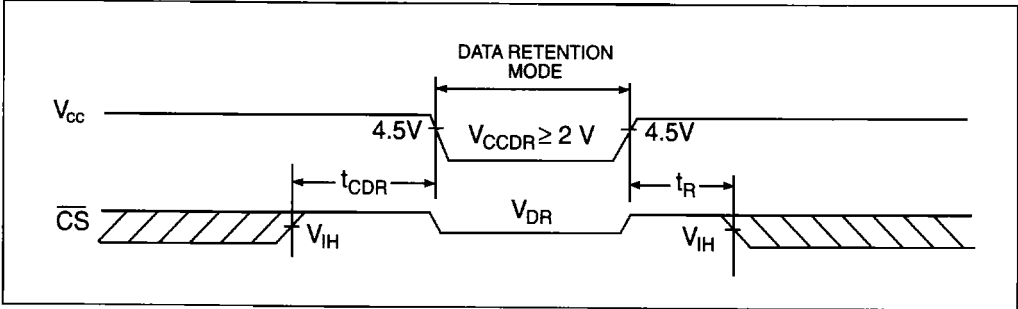 DATA RETENTION
MODE
Vcc
4.5V
VCCDR ≥ 2 V
4.5V
tCDR
tR
CS
VDR
VIH
VIH